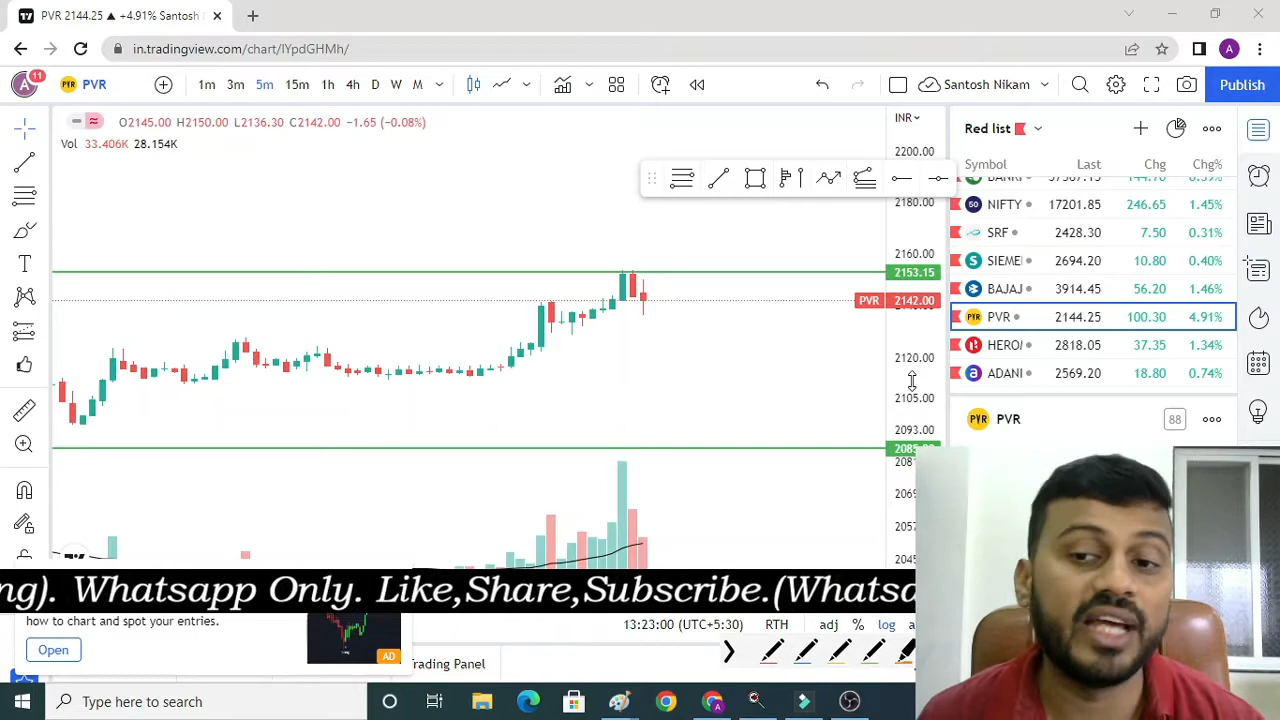 PVR 2144.25 ▲ +4.91% Santosh
in.tradingview.com/chart/IYpdGHMh/
A
A
11
PVR
PVR
1m 3m 5m 15m 1h 4h D W M
Santosh Nikam
Publish
O2145.00 H2150.00 L2136.30 C2142.00 −1.65 (−0.08%)
Vol 33.406K 28.154K
INR
2200.00
2180.00
2160.00
2153.15
PVR 2142.00
2120.00
2105.00
2093.00
Red list
Symbol Last Chg Chg%
50 NIFTY 17201.85 246.65 1.45%
SRF 2428.30 7.50 0.31%
S SIEME 2694.20 10.80 0.40%
BAJAJ 3914.45 56.20 1.46%
PVR PVR 2144.25 100.30 4.91%
HERO 2818.05 37.35 1.34%
a ADANI 2569.20 18.80 0.74%
PVR PVR 88
ng). Whatsapp Only. Like,Share,Subscribe.(Whatsa
how to chart and spot your entries.
Open
AD
13:23:00 (UTC+5:30) RTH adj % log
rading Panel
Type here to search